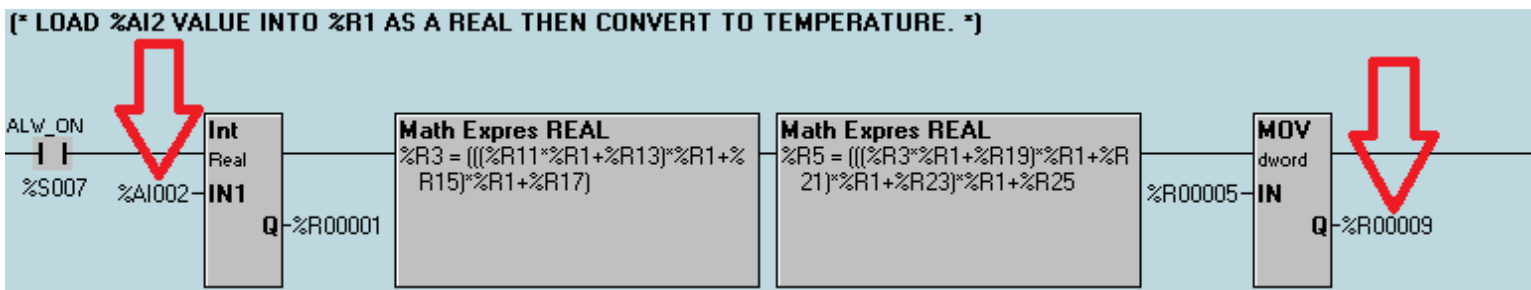 (* LOAD %AI2 VALUE INTO %R1 AS A REAL THEN CONVERT TO TEMPERATURE. *)
ALW_ON
%S007
%AI002
Int
Real
IN1
Q
%R00001
Math Expres REAL
%R3 = (((%R11*%R1+%R13)*%R1+%
R15)*%R1+%R17)
Math Expres REAL
%R5 = (((%R3*%R1+%R19)*%R1+%R
21)*%R1+%R23)*%R1+%R25
%R00005
MOV
dword
IN
Q
%R00009